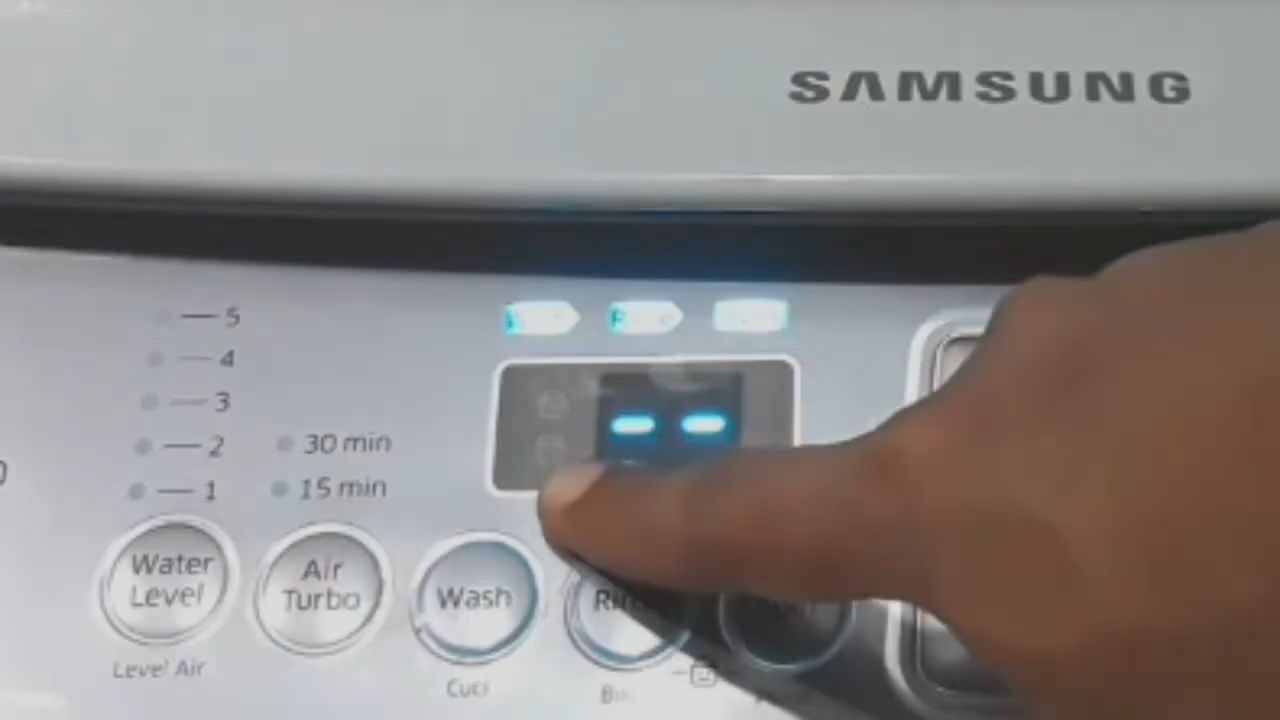 SAMSUNG
5
4
3
2
30 min
1
15 min
Water
Level
Air
Turbo
Wash
Level Air
Cuci